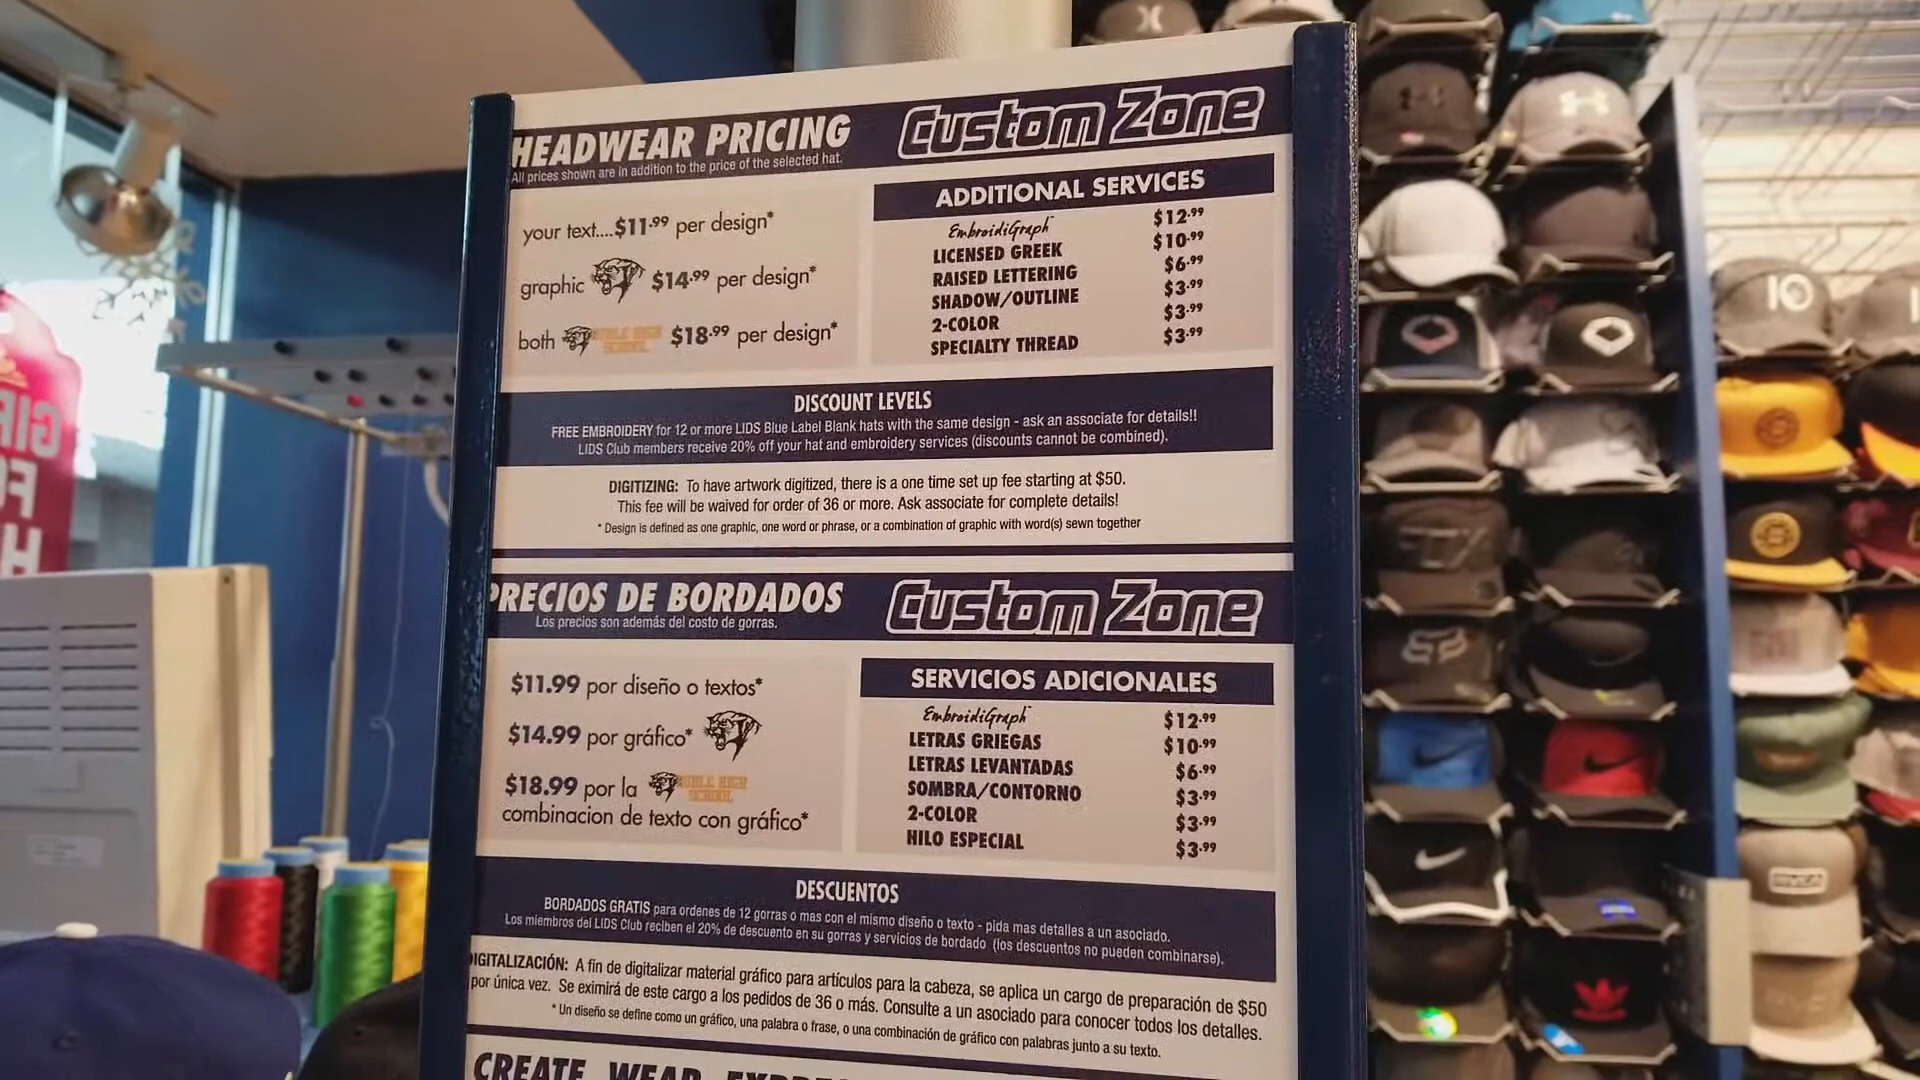 HEADWEAR PRICING
All prices shown are in addition to the price of the selected hat.
Custom Zone
your text....$11.99 per design*
graphic $14.99 per design*
both $18.99 per design*
ADDITIONAL SERVICES
EmbroidiGraph $12.99
LICENSED GREEK $10.99
RAISED LETTERING $6.99
SHADOW/OUTLINE $3.99
2-COLOR $3.99
SPECIALTY THREAD $3.99
DISCOUNT LEVELS
FREE EMBROIDERY for 12 or more LIDS Blue Label Blank hats with the same design - ask an associate for details!!
LIDS Club members receive 20% off your hat and embroidery services (discounts cannot be combined).
DIGITIZING: To have artwork digitized, there is a one time set up fee starting at $50.
This fee will be waived for order of 36 or more. Ask associate for complete details!
* Design is defined as one graphic, one word or phrase, or a combination of graphic with word(s) sewn together
PRECIOS DE BORDADOS
Los precios son además del costo de gorras.
Custom Zone
$11.99 por diseño o textos*
$14.99 por gráfico*
$18.99 por la
combinacion de texto con gráfico*
HIGH
SCHOOL
SERVICIOS ADICIONALES
EmbroidiGraph $12.99
LETRAS GRIEGAS $10.99
LETRAS LEVANTADAS $6.99
SOMBRA/CONTORNO $3.99
2-COLOR $3.99
HILO ESPECIAL $3.99
DESCUENTOS
BORDADOS GRATIS para ordenes de 12 gorras o mas con el mismo diseño o texto - pida mas detalles a un asociado.
Los miembros del LIDS Club reciben el 20% de descuento en su gorras y servicios de bordado (los descuentos no pueden combinarse).
DIGITALIZACIÓN: A fin de digitalizar material gráfico para artículos para la cabeza, se aplica un cargo de preparación de $50
por única vez. Se eximirá de este cargo a los pedidos de 36 o más. Consulte a un asociado para conocer todos los detalles.
* Un diseño se define como un gráfico, una palabra o frase, o una combinación de gráfico con palabras junto a su texto.
CREATE WEAR
10
RVCA